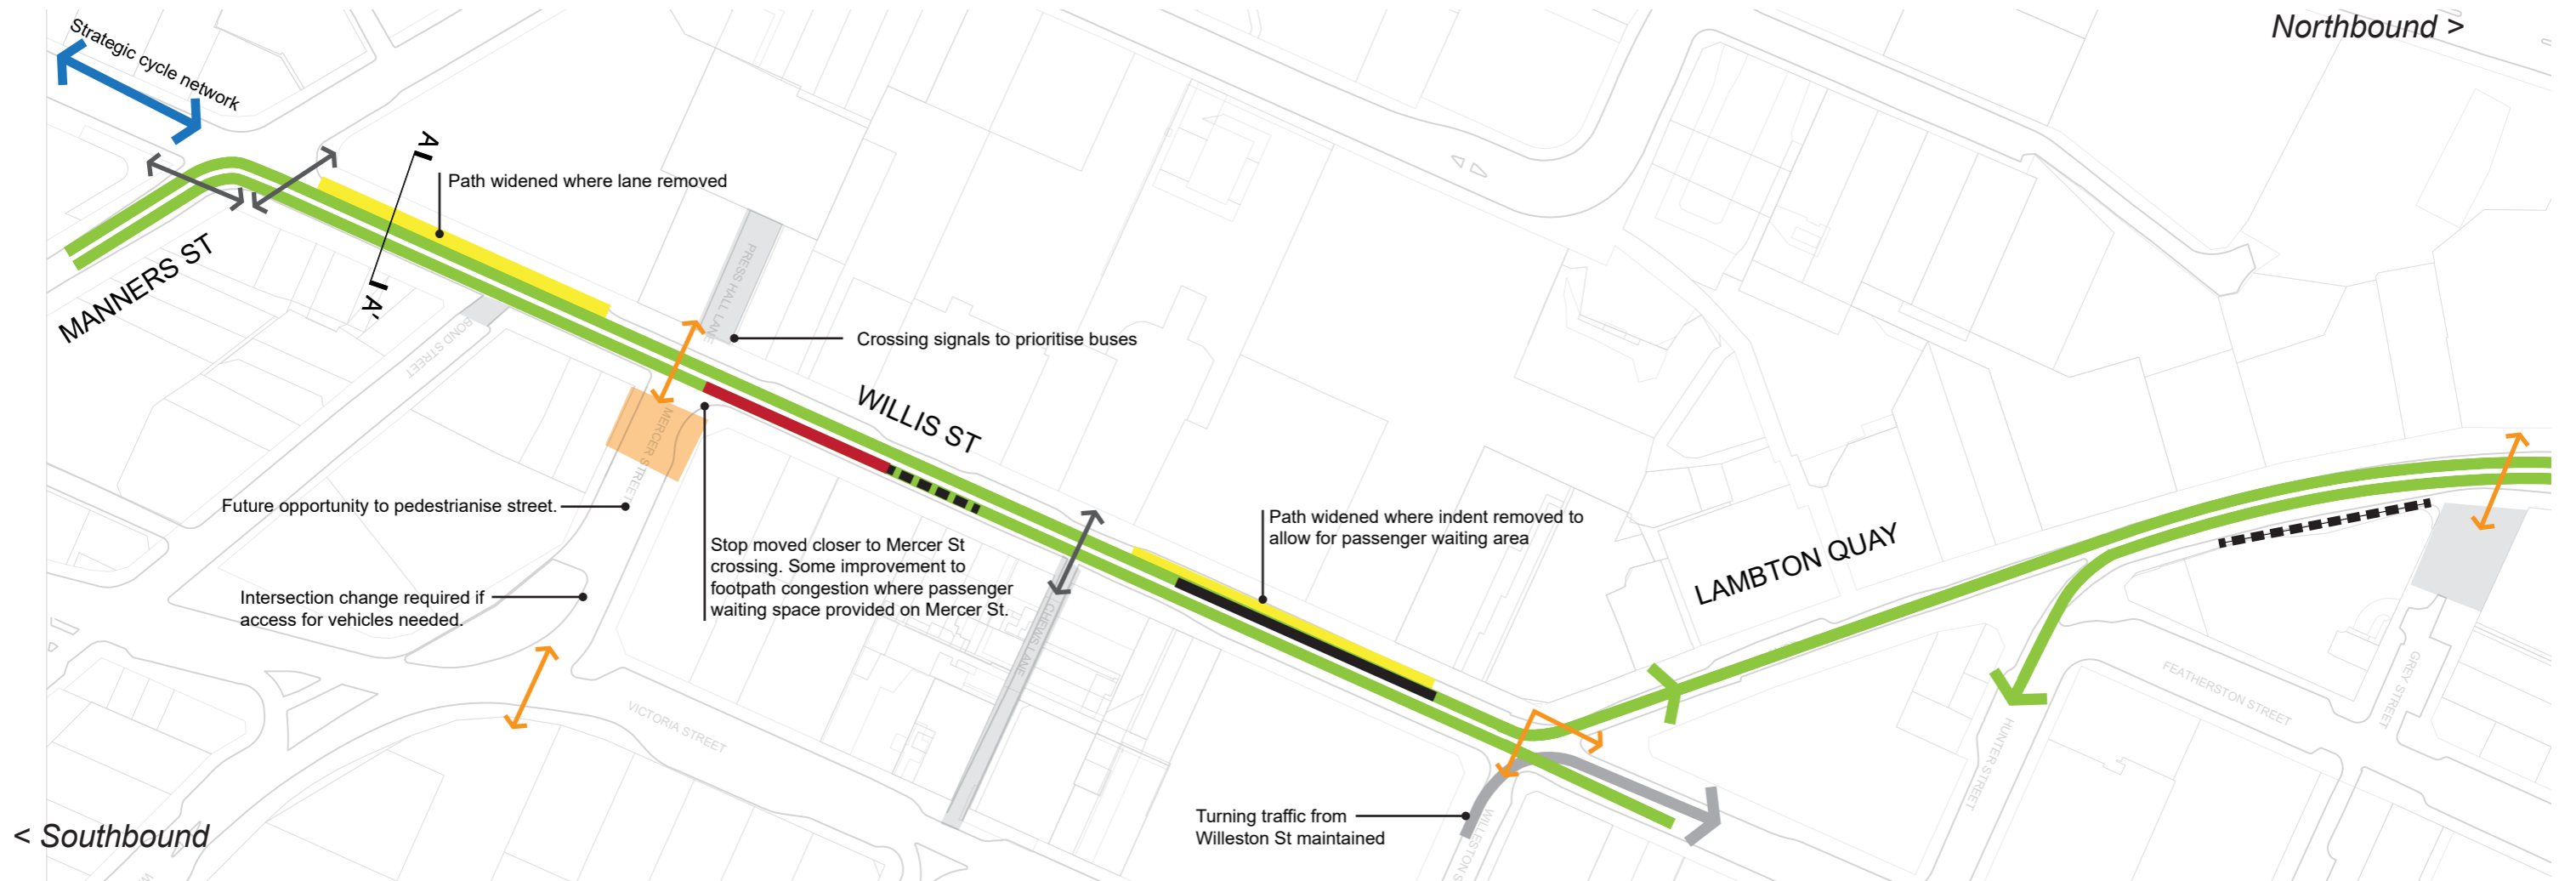 Northbound >
Strategic cycle network
A
Path widened where lane removed
MANNERS ST
A'
PRESS HALL LANE
BOND STREET
Crossing signals to prioritise buses
WILLIS ST
MERCER STREET
Future opportunity to pedestrianise street.
Stop moved closer to Mercer St
crossing. Some improvement to
footpath congestion where passenger
waiting space provided on Mercer St.
Path widened where indent removed to
allow for passenger waiting area
LAMBTON QUAY
Intersection change required if
access for vehicles needed.
CHEWS LANE
VICTORIA STREET
FEATHERSTON STREET
GREY STREET
HUNTER STREET
Turning traffic from
Willeston St maintained
WILLESTON S
< Southbound